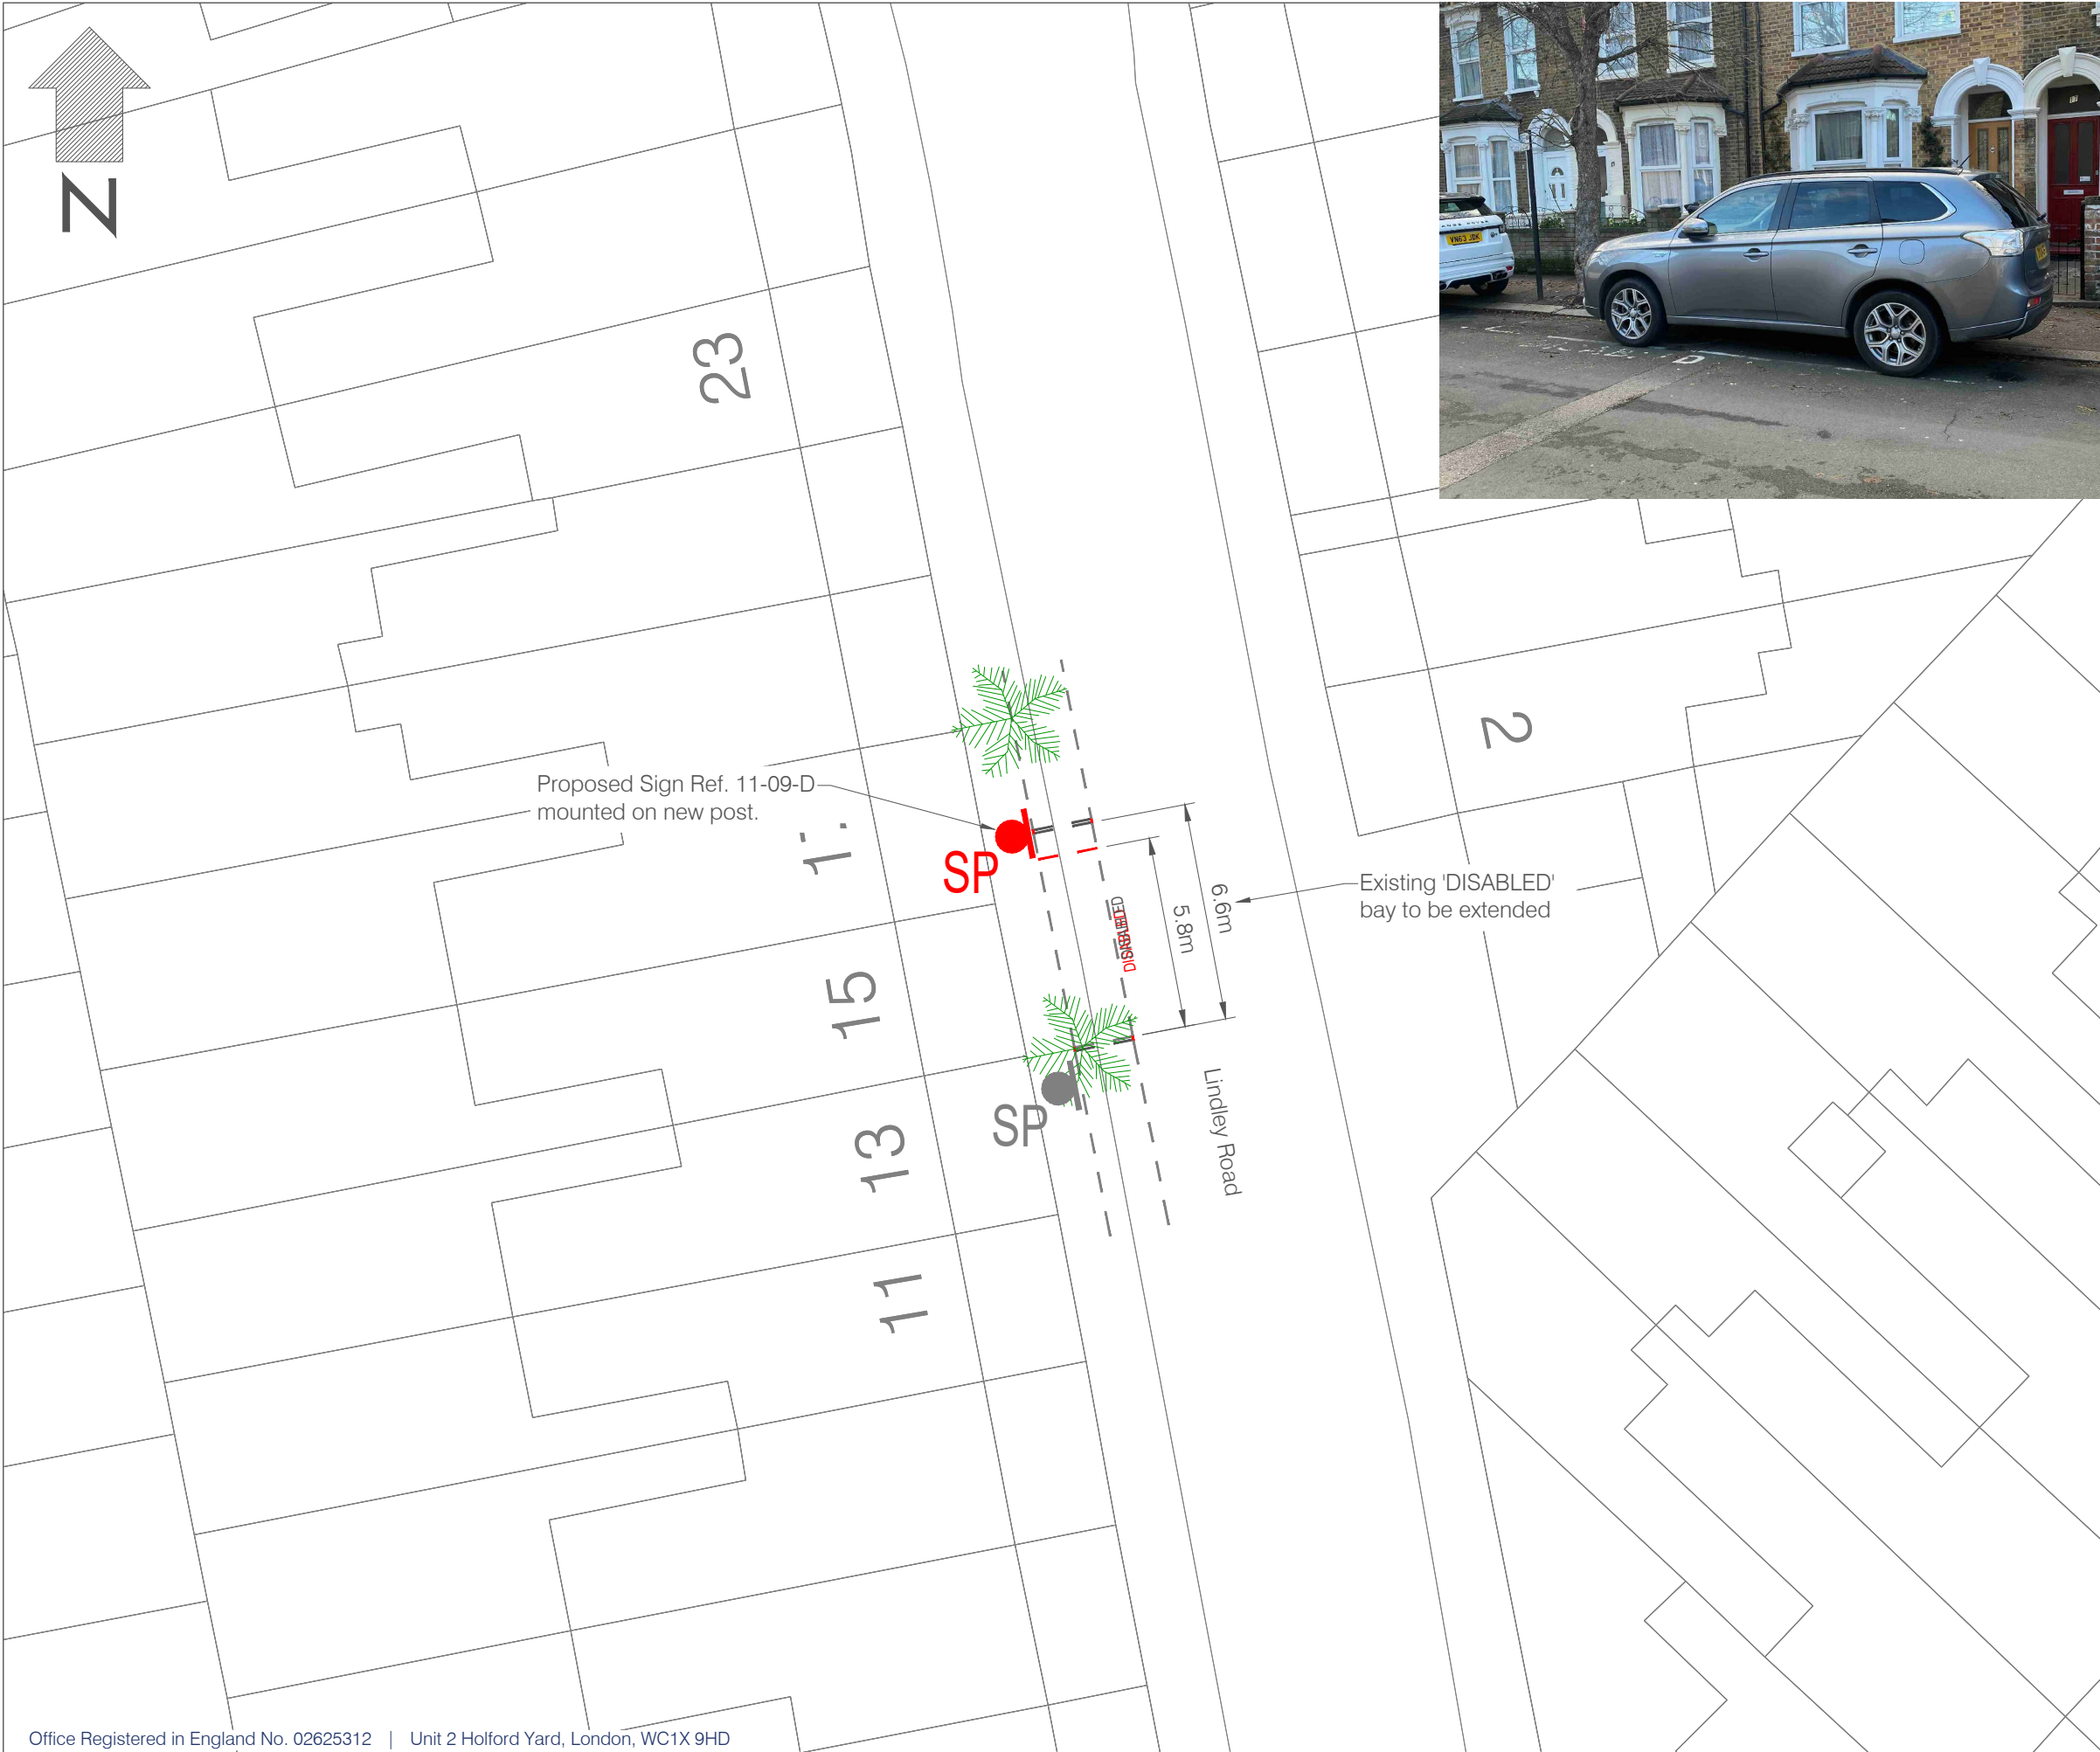 N
VN63 JDK
D
23
2
Proposed Sign Ref. 11-09-D
mounted on new post.
SP
Existing 'DISABLED'
bay to be extended
6.6m
5.8m
15
SP
13
Lindley Road
11
Office Registered in England No. 02625312 | Unit 2 Holford Yard, London, WC1X 9HD